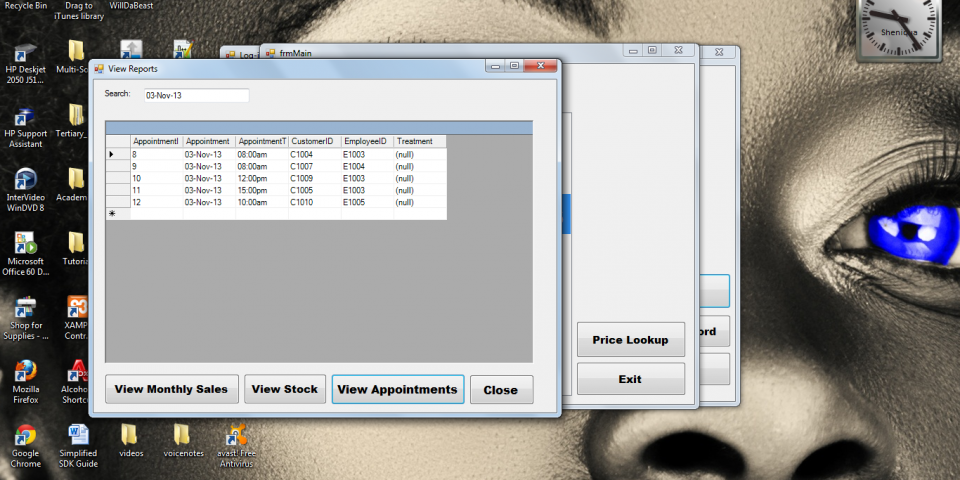 Recycle Bin
Drag to
iTunes library
WillDaBeast
HP Deskjet
2050 J51...
HP Support
Assistant
InterVideo
WinDVD 8
Microsoft
Office 60 D...
Shop for
Supplies - ...
Mozilla
Firefox
Google
Chrome
Multi-Sc
Tertiary_
Academ
Tutoria
XAMP
Contr.
Alcoho
Shortc
Simplified
SDK Guide
videos
voicenotes
avast! Free
Antivirus
Log-i
frmMain
View Reports
Search: 03-Nov-13
AppointmentI Appointment AppointmentT CustomerID EmployeeID Treatment
8 03-Nov-13 08:00am C1004 E1003 (null)
9 03-Nov-13 08:00am C1007 E1004 (null)
10 03-Nov-13 12:00pm C1009 E1003 (null)
11 03-Nov-13 15:00pm C1005 E1003 (null)
12 03-Nov-13 10:00am C1010 E1005 (null)
View Monthly Sales
View Stock
View Appointments
Close
Price Lookup
Exit
ord